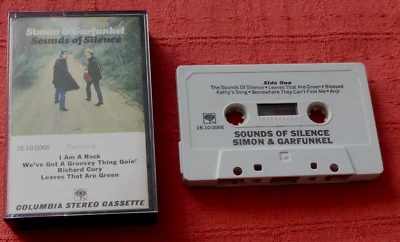 Simon & Garfunkel
Sounds of Silence
16 10 0066
Featuring
I Am A Rock
We've Got A Groovey Thing Goin'
Richard Cory
Leaves That Are Green
COLUMBIA STEREO CASSETTE
Side One
The Sounds Of Silence • Leaves That Are Green • Blessed
Kathy's Song • Somewhere They Can't Find Me • Anji
16 10 0066
SOUNDS OF SILENCE
SIMON & GARFUNKEL